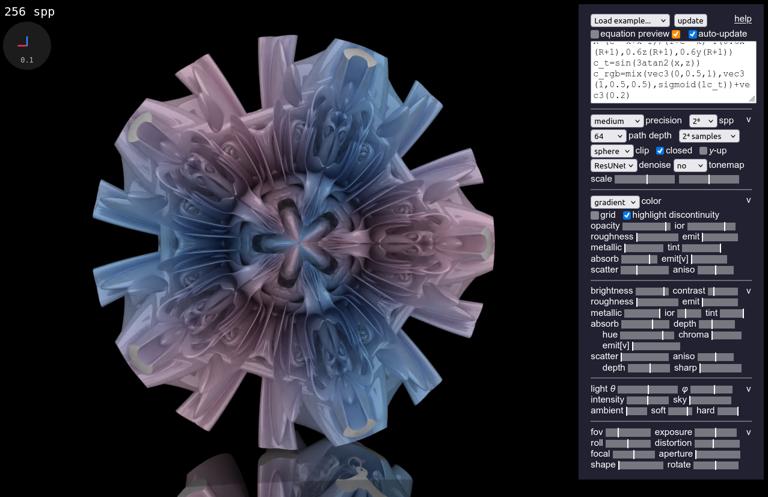 256 spp
0.1
Load example...
update
help
equation preview
auto-update
(R+1),0.6z(R+1),0.6y(R+1))
c_t=sin(3atan2(x,z))
c_rgb=mix(vec3(0,0.5,1),vec3
(1,0.5,0.5),sigmoid(1c_t))+ve
c3(0.2)
medium precision 2⁸ spp v
64 path depth 2⁴ samples
sphere clip closed y-up
ResUNet denoise no tonemap
scale
gradient color v
grid highlight discontinuity
opacity ior
roughness emit
metallic tint
absorb emit[v]
scatter aniso
brightness contrast v
roughness emit
metallic ior tint
absorb depth
hue chroma
emit[v]
scatter aniso
depth sharp
light θ φ v
intensity sky
ambient soft hard
fov exposure v
roll distortion
focal aperture
shape rotate